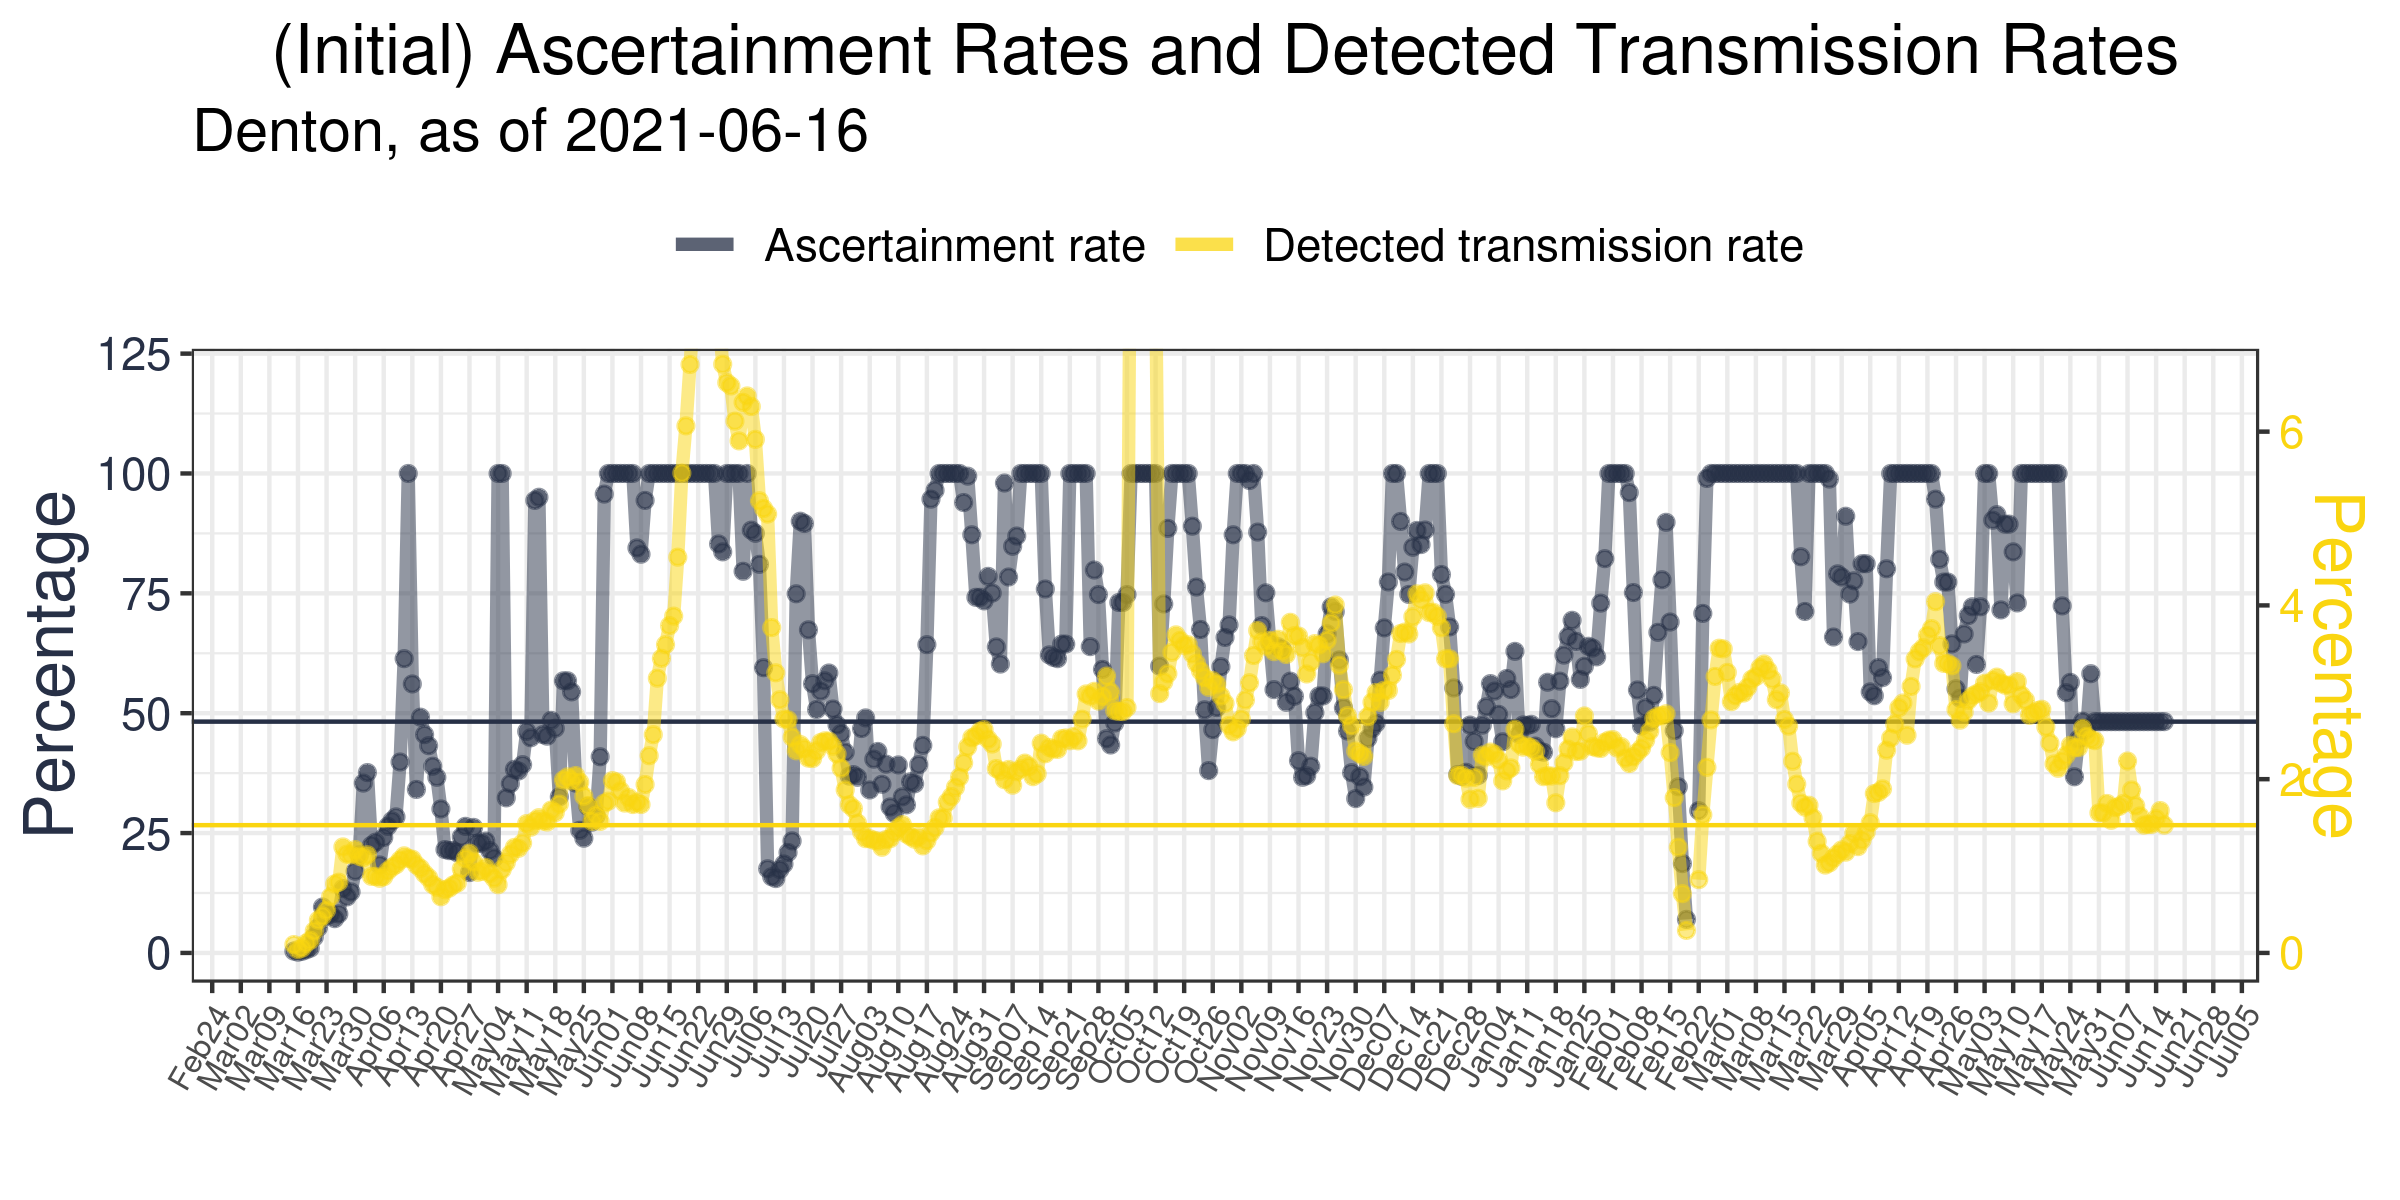 (Initial) Ascertainment Rates and Detected Transmission Rates
Denton, as of 2021-06-16
Ascertainment rate
Detected transmission rate
125
100
75
50
25
0
Percentage
6
4
2
0
Percentage
Feb24
Mar02
Mar09
Mar16
Mar23
Mar30
Apr06
Apr13
Apr20
Apr27
May04
May11
May18
May25
Jun01
Jun08
Jun15
Jun22
Jun29
Jul06
Jul13
Jul20
Jul27
Aug03
Aug10
Aug17
Aug24
Aug31
Sep07
Sep14
Sep21
Sep28
Oct05
Oct12
Oct19
Oct26
Nov02
Nov09
Nov16
Nov23
Nov30
Dec07
Dec14
Dec21
Dec28
Jan04
Jan11
Jan18
Jan25
Feb01
Feb08
Feb15
Feb22
Mar01
Mar08
Mar15
Mar22
Mar29
Apr05
Apr12
Apr19
Apr26
May03
May10
May17
May24
May31
Jun07
Jun14
Jun21
Jun28
Jul05